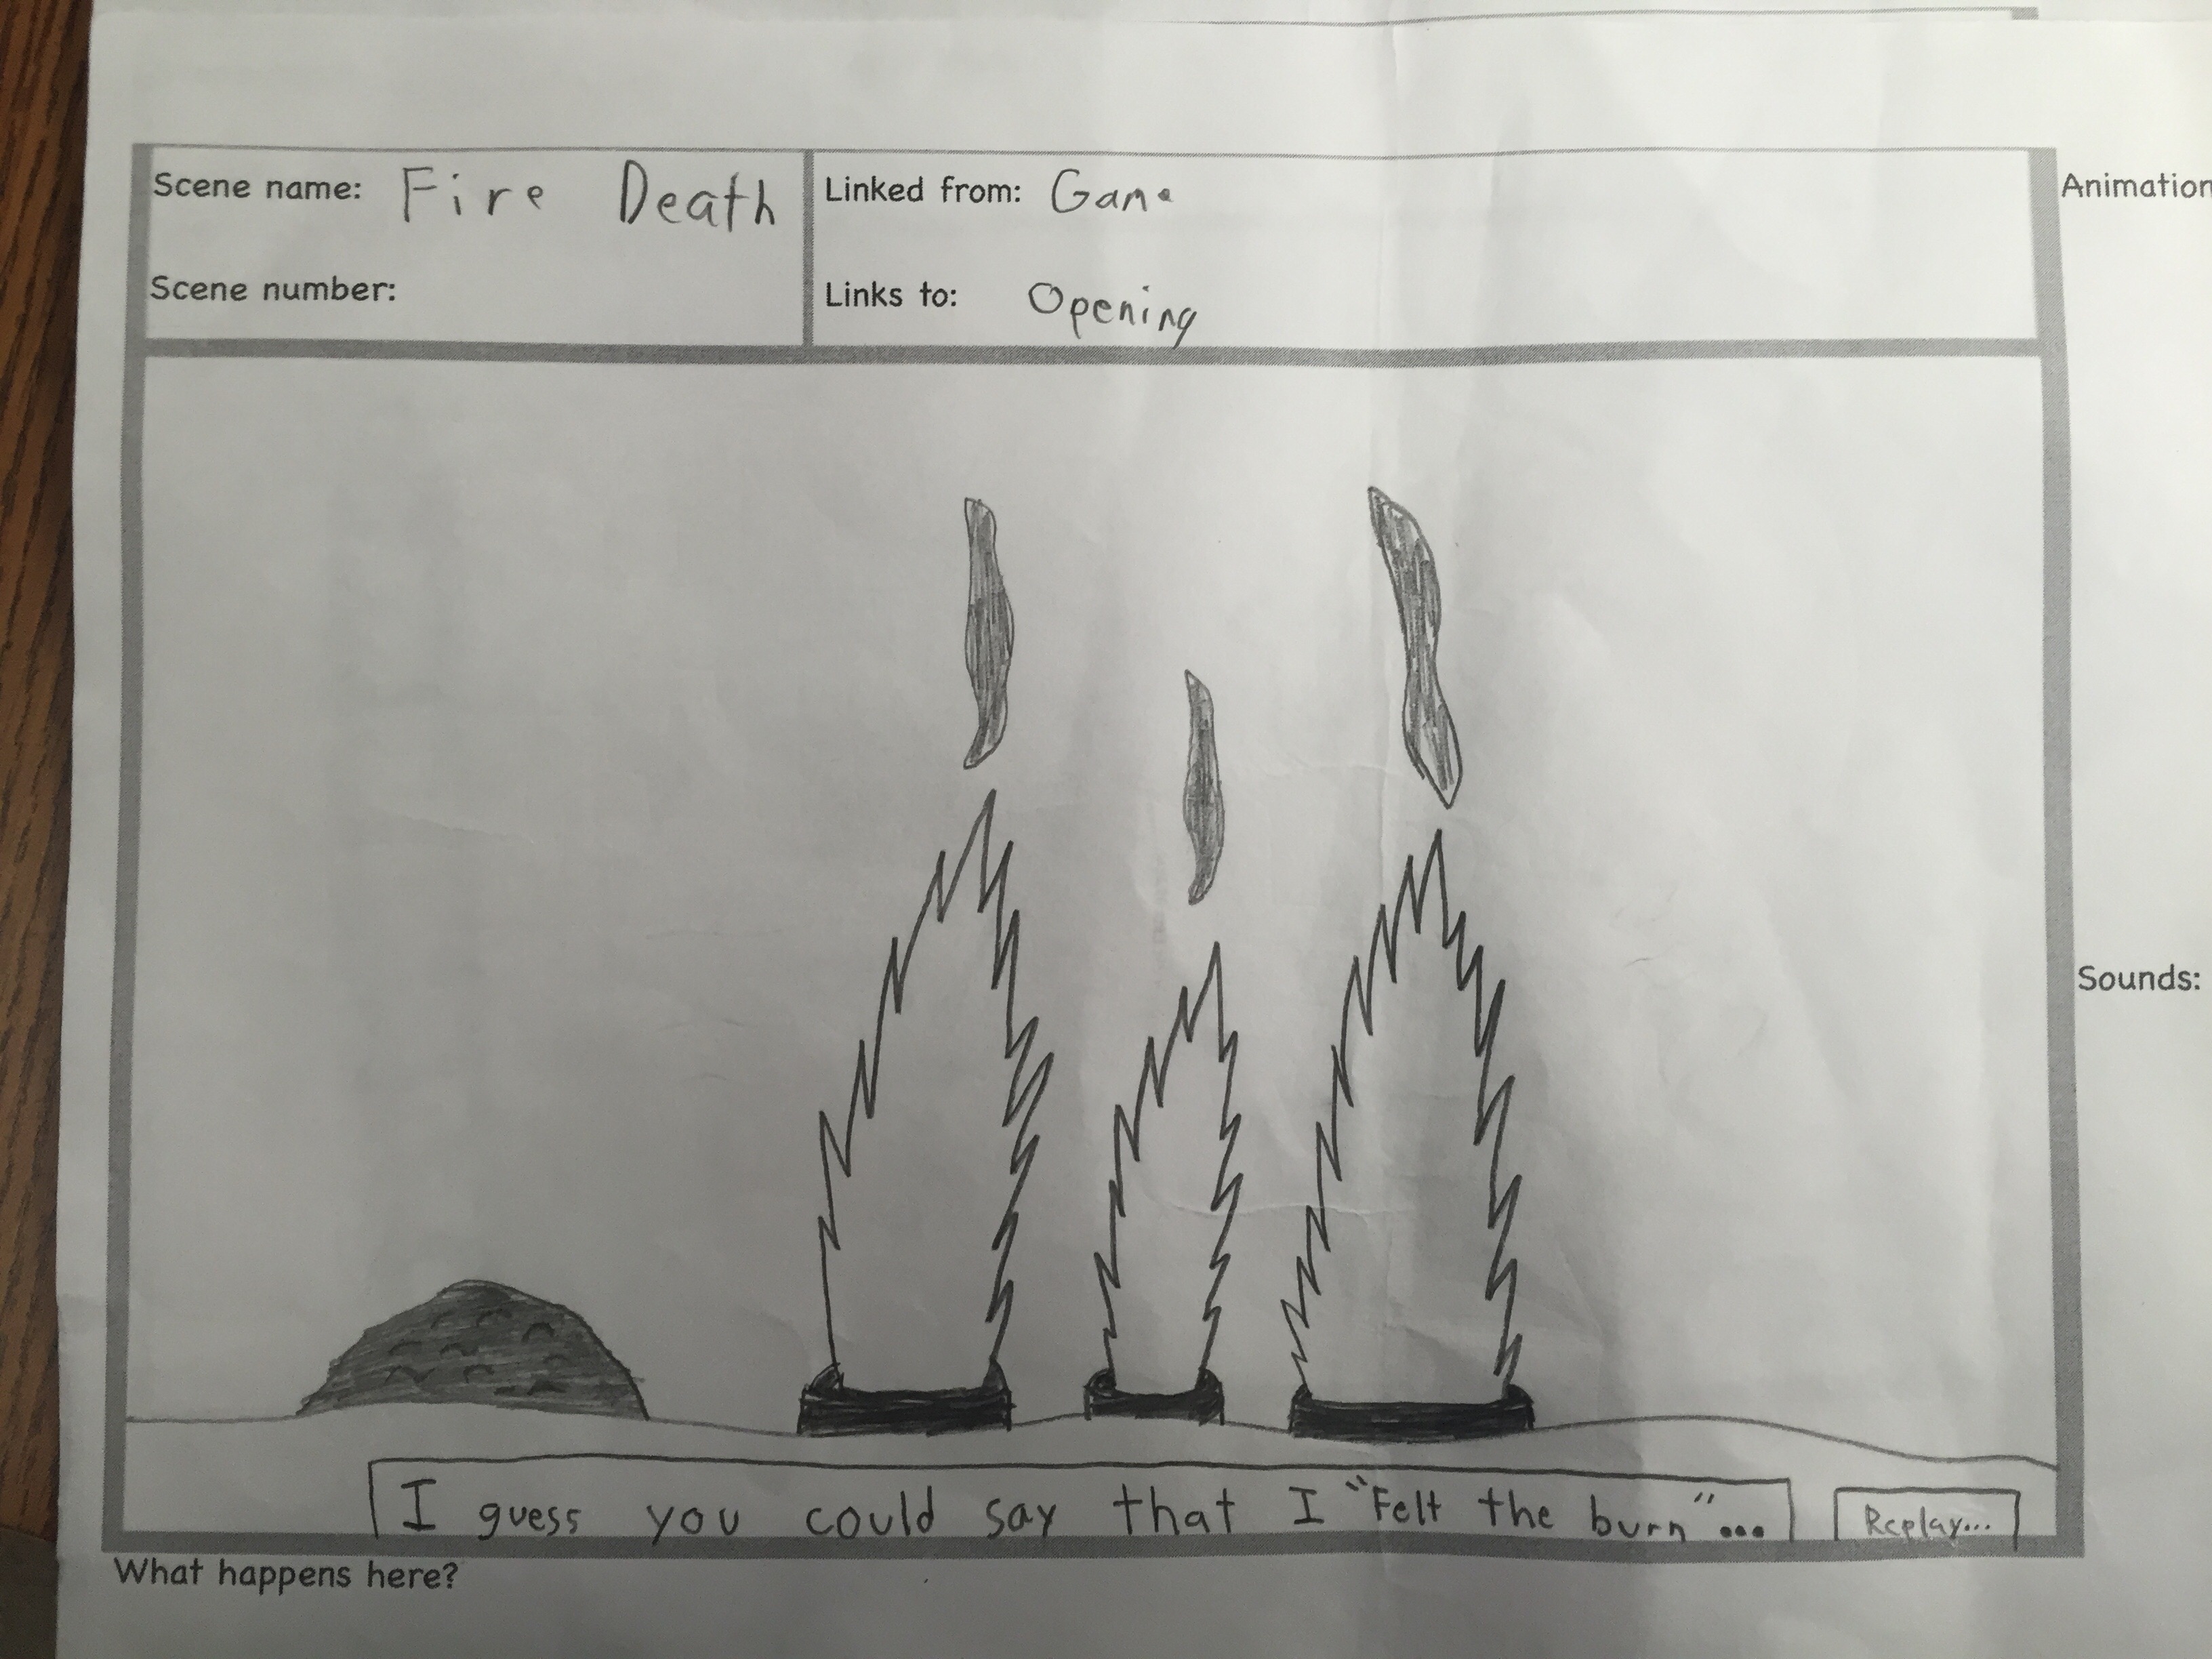 Scene name: Fire Death
Scene number:
Linked from: Game
Links to: Opening
Animation
Sounds:
I guess you could say that I "Felt the burn"...
Replay...
What happens here?